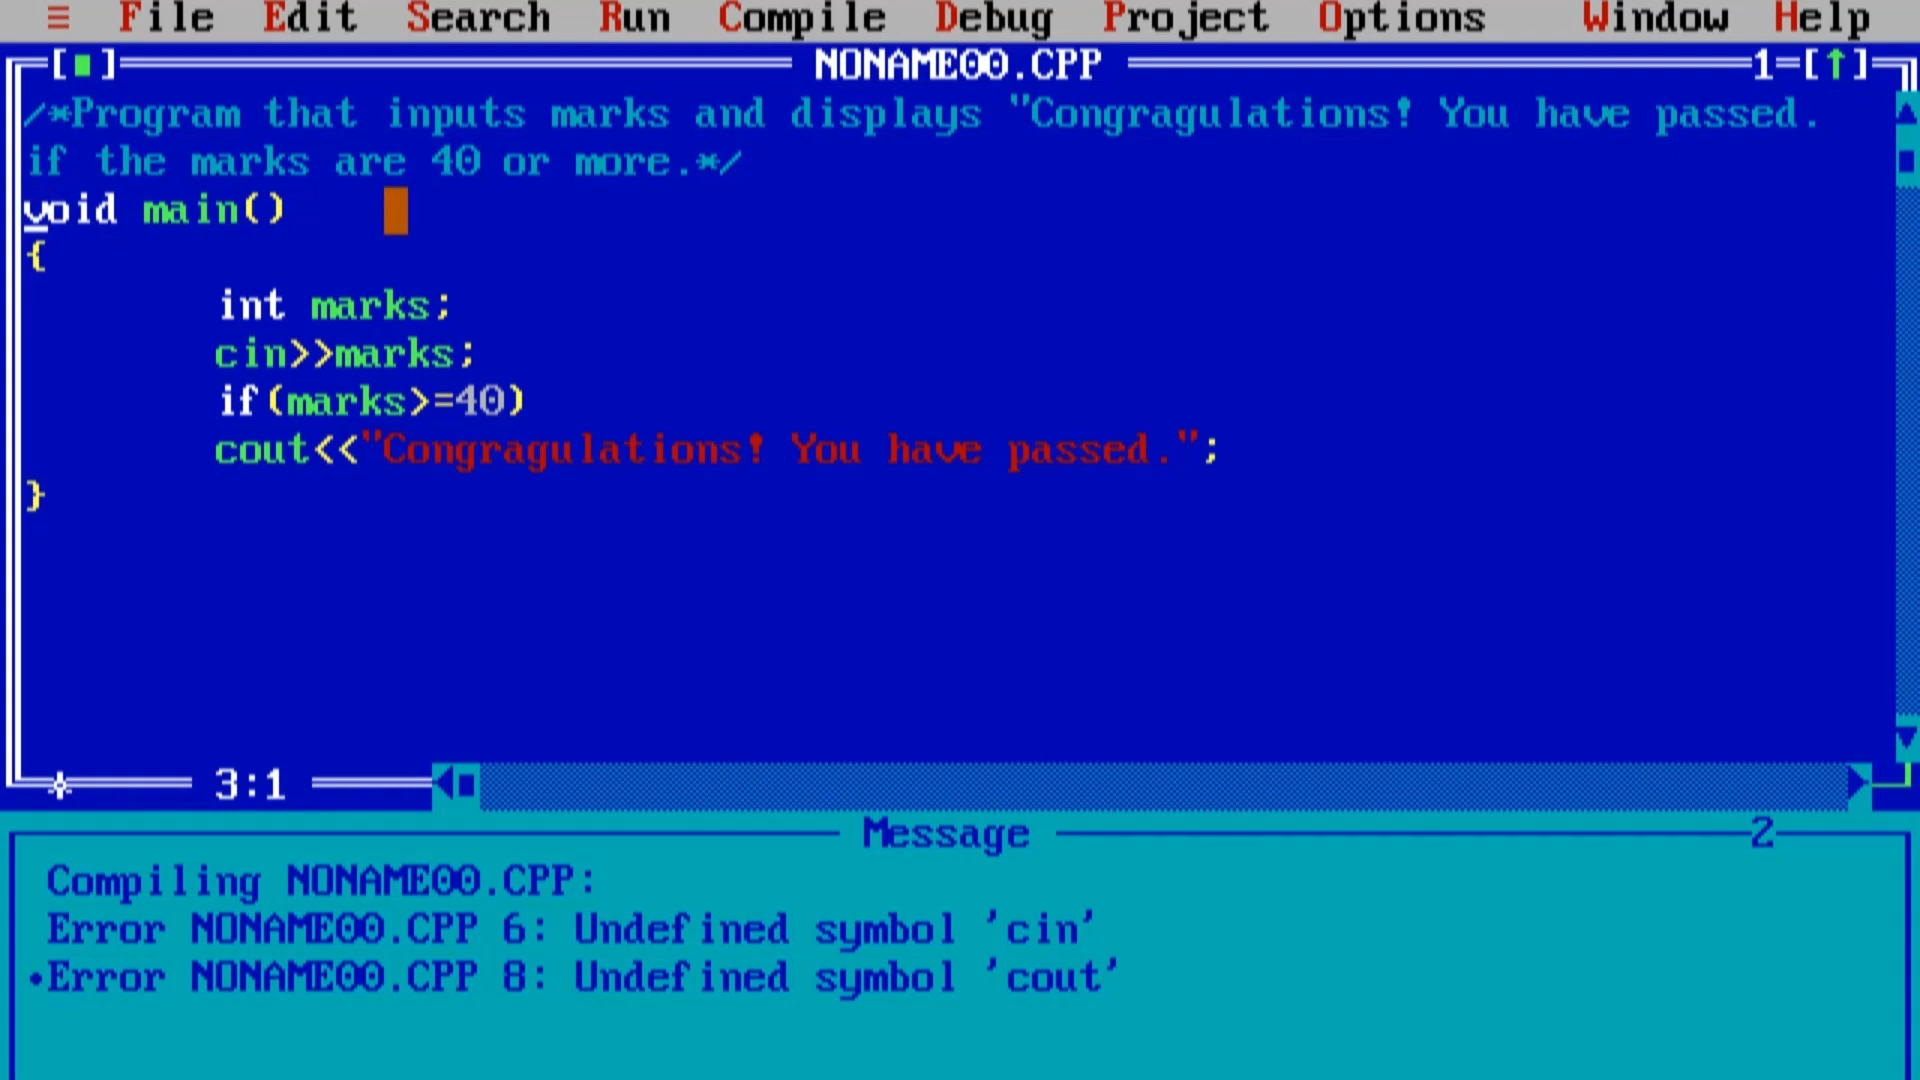 ≡ File Edit Search Run Compile Debug Project Options Window Help
[■] NONAME00.CPP 1=[↑]
/*Program that inputs marks and displays "Congragulations! You have passed.
if the marks are 40 or more.*/
void main()
{
int marks;
cin>>marks;
if(marks>=40)
cout<<"Congragulations! You have passed.";
}
3:1
Message 2
Compiling NONAME00.CPP:
Error NONAME00.CPP 6: Undefined symbol 'cin'
•Error NONAME00.CPP 8: Undefined symbol 'cout'